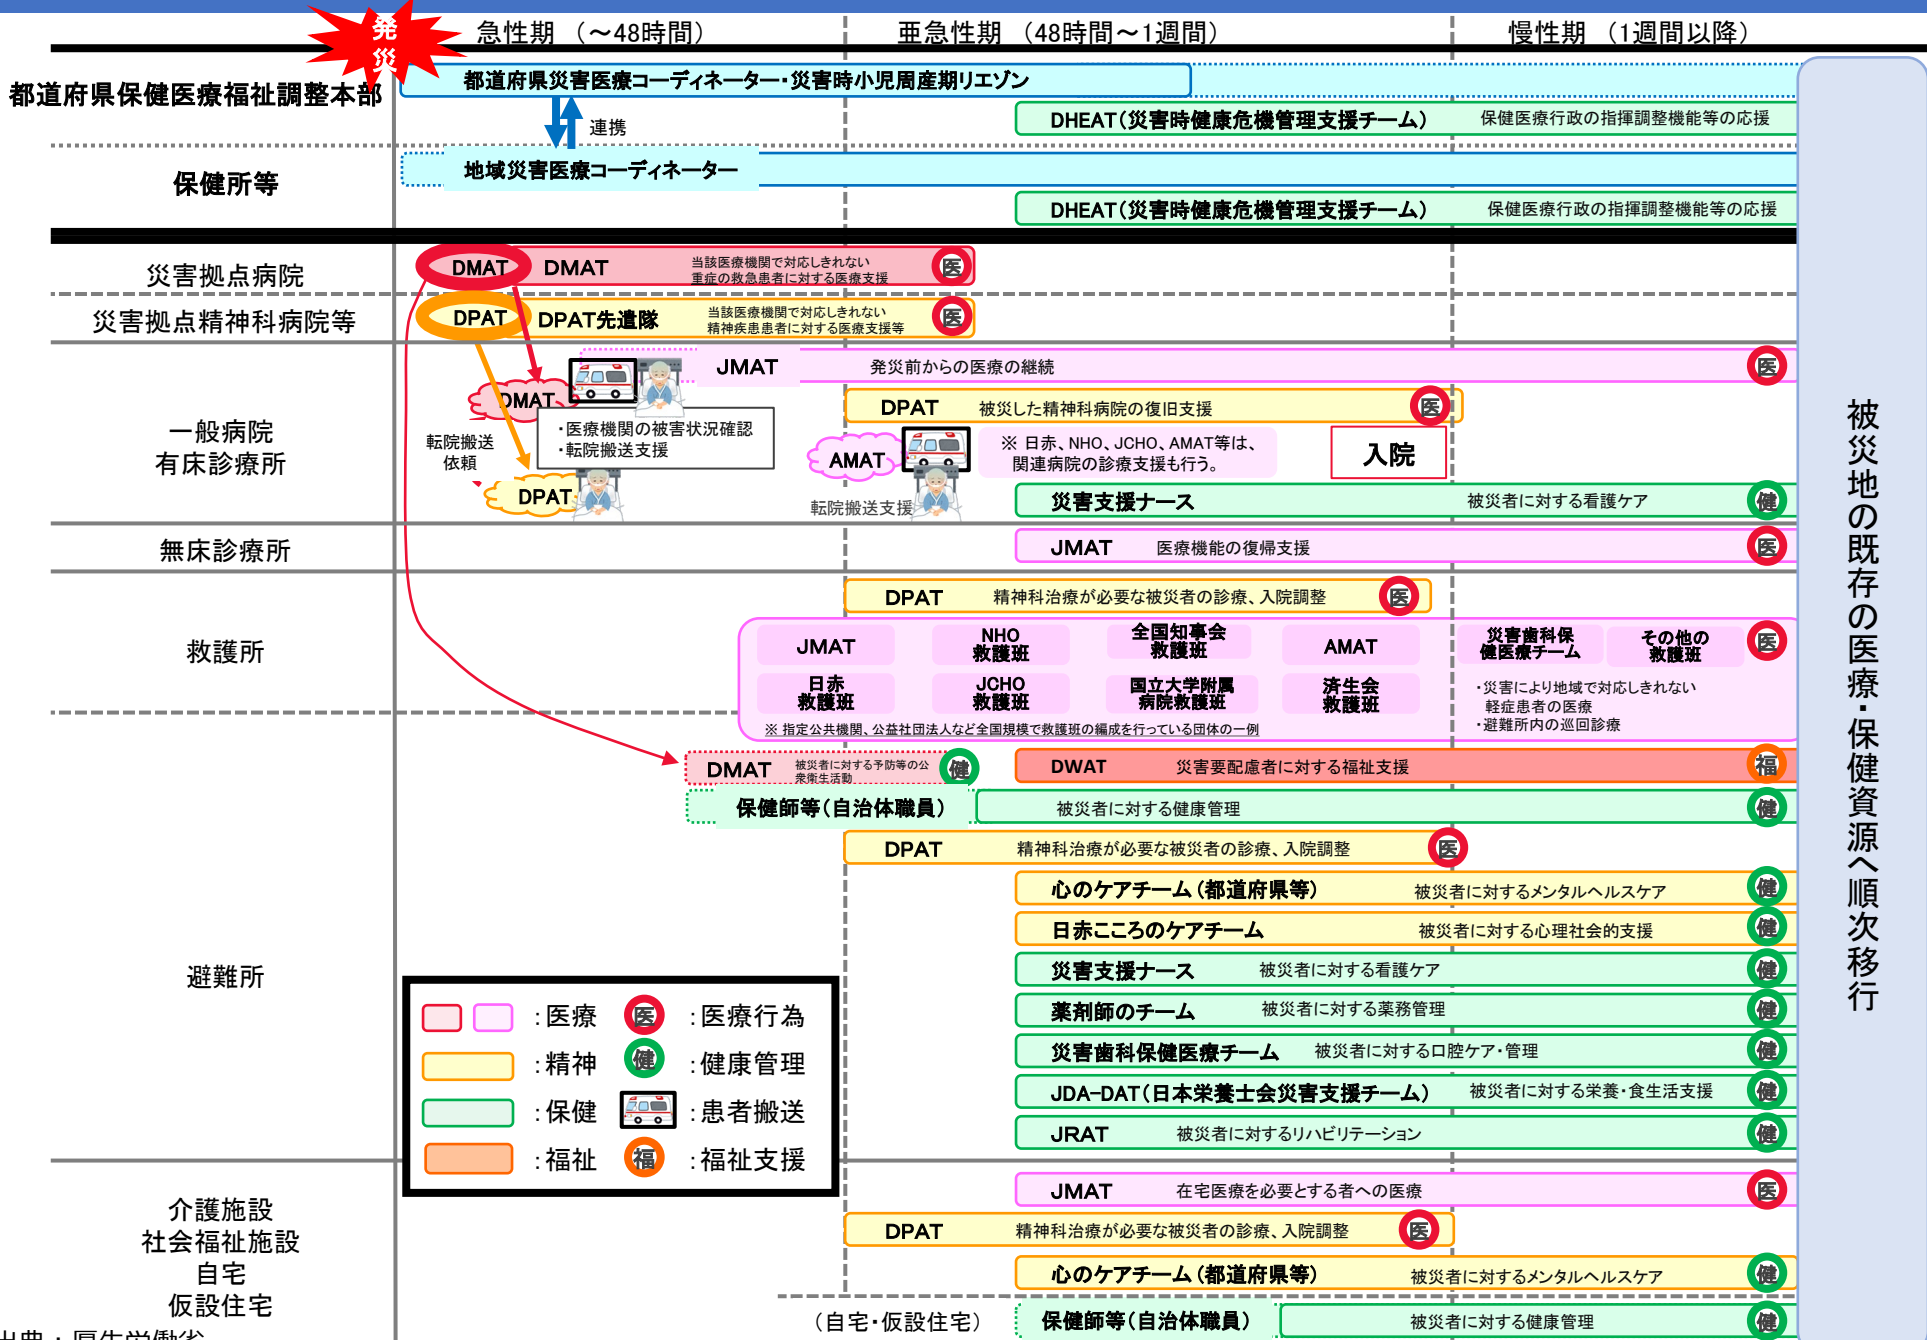 発
災
急性期 （～48時間）
亜急性期 （48時間～1週間）
慢性期 （1週間以降）
都道府県保健医療福祉調整本部
都道府県災害医療コーディネーター・災害時小児周産期リエゾン
連携
DHEAT（災害時健康危機管理支援チーム） 保健医療行政の指揮調整機能等の応援
保健所等
地域災害医療コーディネーター
DHEAT（災害時健康危機管理支援チーム） 保健医療行政の指揮調整機能等の応援
災害拠点病院
DMAT DMAT
当該医療機関で対応しきれない
重症の救急患者に対する医療支援
医
災害拠点精神科病院等
DPAT DPAT先遣隊
当該医療機関で対応しきれない
精神疾患患者に対する医療支援等
医
一般病院
有床診療所
JMAT 発災前からの医療の継続 医
DMAT
・医療機関の被害状況確認
・転院搬送支援
転院搬送
依頼
DPAT
DPAT 被災した精神科病院の復旧支援 医
AMAT
転院搬送支援
※ 日赤、NHO、JCHO、AMAT等は、
関連病院の診療支援も行う。
入院
災害支援ナース 被災者に対する看護ケア 健
無床診療所
JMAT 医療機能の復帰支援 医
救護所
DPAT 精神科治療が必要な被災者の診療、入院調整 医
JMAT
NHO
救護班
全国知事会
救護班
AMAT
災害歯科保
健医療チーム
その他の
救護班
医
日赤
救護班
JCHO
救護班
国立大学附属
病院救護班
済生会
救護班
・災害により地域で対応しきれない
軽症患者の医療
・避難所内の巡回診療
※ 指定公共機関、公益社団法人など全国規模で救護班の編成を行っている団体の一例
避難所
DMAT
被災者に対する予防等の公
衆衛生活動
健
DWAT 災害要配慮者に対する福祉支援 福
保健師等（自治体職員） 被災者に対する健康管理 健
DPAT 精神科治療が必要な被災者の診療、入院調整 医
心のケアチーム（都道府県等） 被災者に対するメンタルヘルスケア 健
日赤こころのケアチーム 被災者に対する心理社会的支援 健
災害支援ナース 被災者に対する看護ケア 健
薬剤師のチーム 被災者に対する薬務管理 健
災害歯科保健医療チーム 被災者に対する口腔ケア・管理 健
JDA-DAT（日本栄養士会災害支援チーム） 被災者に対する栄養・食生活支援 健
JRAT 被災者に対するリハビリテーション 健
：医療 医 ：医療行為
：精神 健 ：健康管理
：保健 ：患者搬送
：福祉 福 ：福祉支援
介護施設
社会福祉施設
自宅
仮設住宅
JMAT 在宅医療を必要とする者への医療 医
DPAT 精神科治療が必要な被災者の診療、入院調整 医
心のケアチーム（都道府県等） 被災者に対するメンタルヘルスケア 健
（自宅・仮設住宅） 保健師等（自治体職員） 被災者に対する健康管理 健
被災地の既存の医療・保健資源へ順次移行
出典：厚生労働省